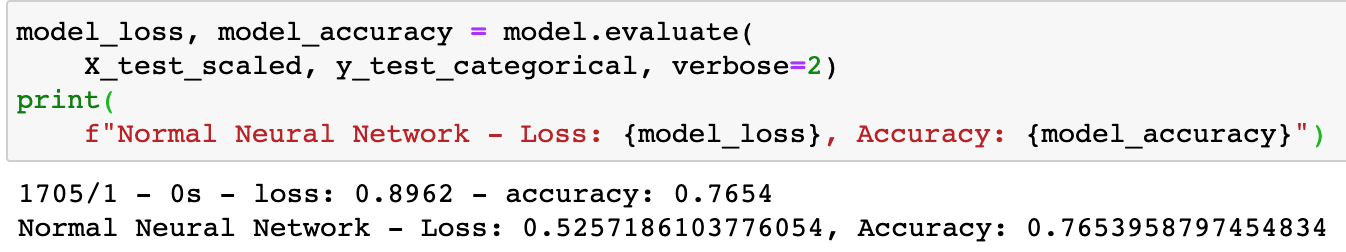 model_loss, model_accuracy = model.evaluate(
    X_test_scaled, y_test_categorical, verbose=2)
print(
    f"Normal Neural Network - Loss: {model_loss}, Accuracy: {model_accuracy}")
1705/1 - 0s - loss: 0.8962 - accuracy: 0.7654
Normal Neural Network - Loss: 0.5257186103776054, Accuracy: 0.7653958797454834